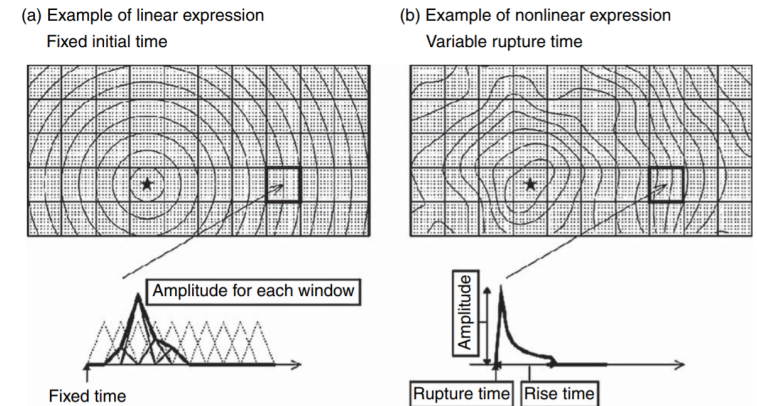 (a) Example of linear expression
Fixed initial time
(b) Example of nonlinear expression
Variable rupture time
Amplitude for each window
Fixed time
Amplitude
Rupture time
Rise time